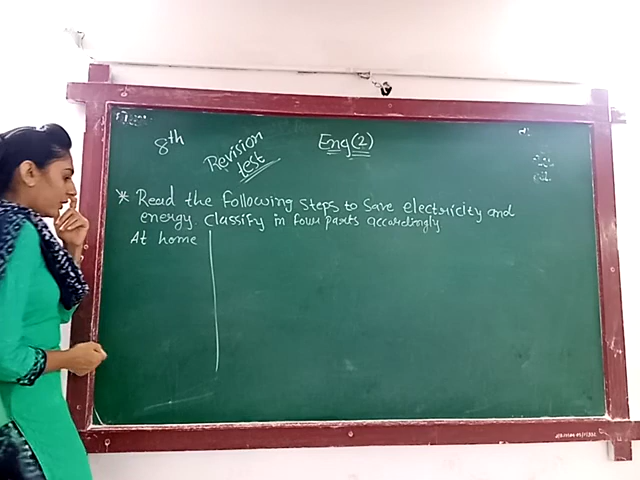 8th
Revision
test
Eng(2)
* Read the following steps to save electricity and
energy. classify in four parts accordingly.
At home